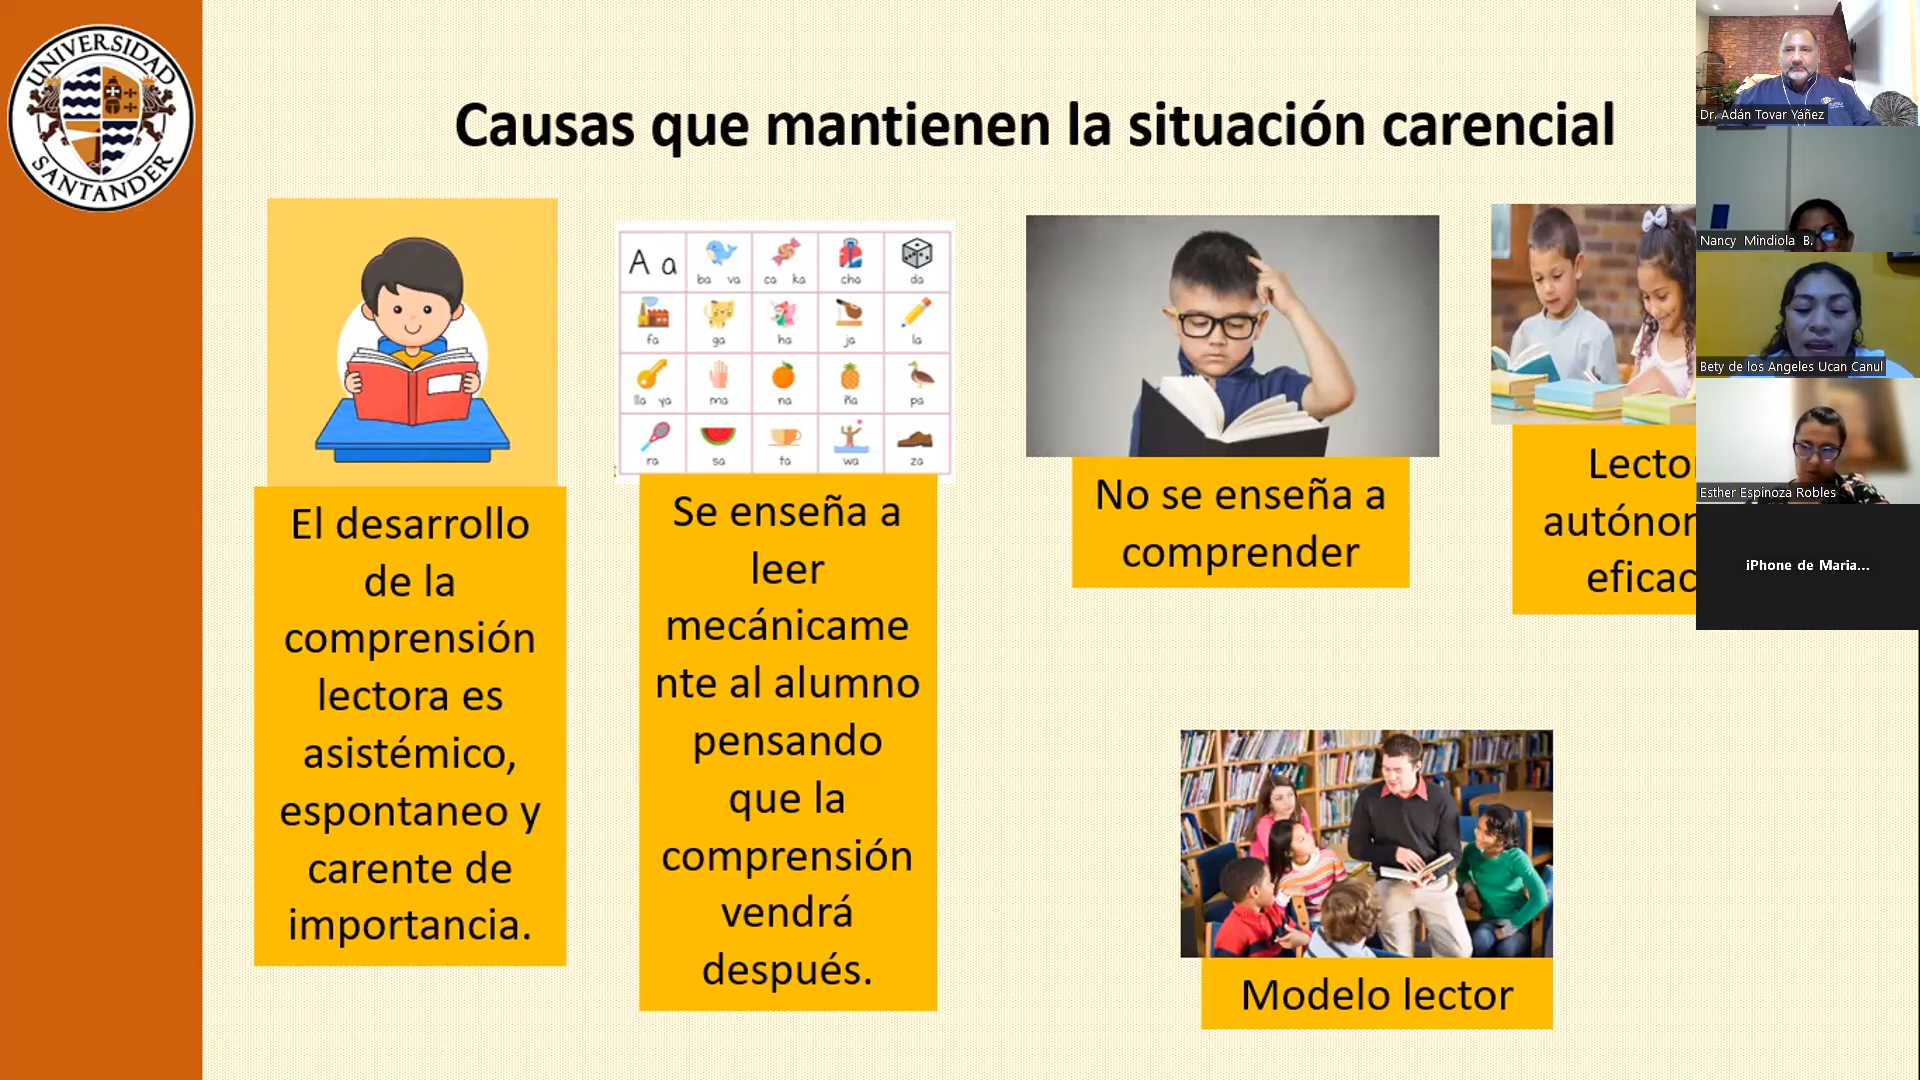 UNIVERSIDAD
SANTANDER
Causas que mantienen la situación carencial
A a
ba va
ca ka
cha
da
fa
ga
ha
ja
la
lla ya
ma
na
ña
pa
ra
sa
ta
wa
za
El desarrollo
de la
comprensión
lectora es
asistémico,
espontaneo y
carente de
importancia.
Se enseña a
leer
mecánicame
nte al alumno
pensando
que la
comprensión
vendrá
después.
No se enseña a
comprender
Modelo lector
Dr. Adán Tovar Yáñez
Nancy Mindiola B.
Bety de los Angeles Ucan Canul
Esther Espinoza Robles
iPhone de Maria...